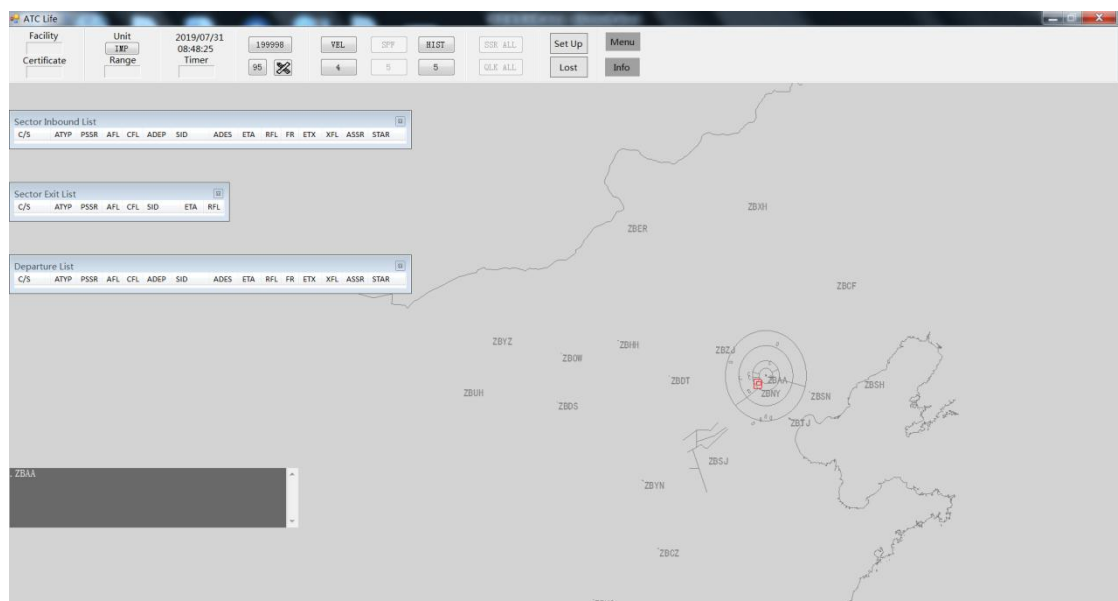 ATC Life
Facility Unit 2019/07/31 199998 VEL SPF HIST SSR ALL Set Up Menu
IMP 08:48:25
Certificate Range Timer 95 4 5 5 QLK ALL Lost Info
Sector Inbound List
C/S ATYP PSSR AFL CFL ADEP SID ADES ETA RFL FR ETX XFL ASSR STAR
Sector Exit List
C/S ATYP PSSR AFL CFL SID ETA RFL
Departure List
C/S ATYP PSSR AFL CFL ADEP SID ADES ETA RFL FR ETX XFL ASSR STAR
ZBXH
ZBER
ZBCF
ZBYZ
ZBHH
ZBZJ
ZBOW
ZBDT
ZBAA
ZBSH
ZBUH
ZBNY
ZBSN
ZBDS
ZBTJ
ZBSJ
.ZBAA
ZBYN
ZBCZ